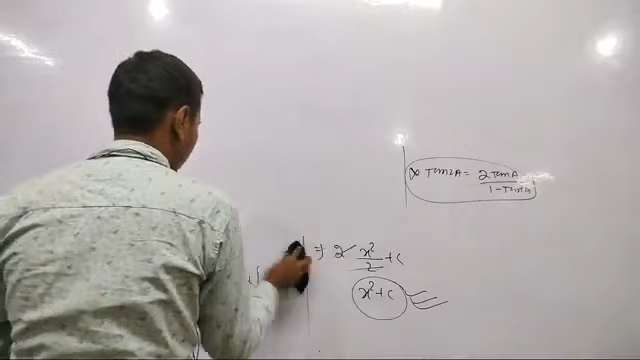 ∞ Tan2A = 2TanA / 1 - Tan²A
⇒ 2 x²/2 + c
x² + c